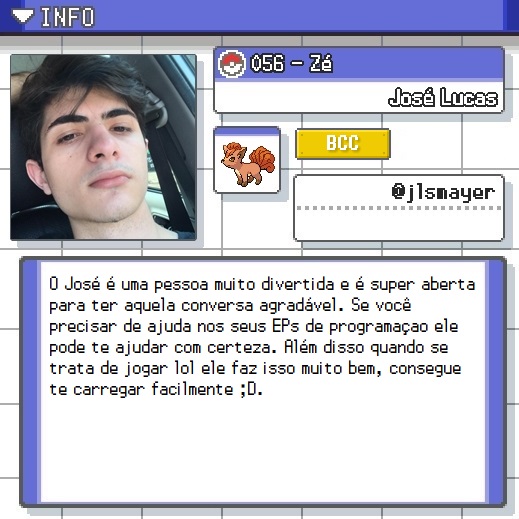 INFO
056 - Zé
José Lucas
BCC
@jlsmayer
O José é uma pessoa muito divertida e é super aberta
para ter aquela conversa agradável. Se você
precisar de ajuda nos seus EPs de programaçao ele
pode te ajudar com certeza. Além disso quando se
trata de jogar lol ele faz isso muito bem, consegue
te carregar facilmente ;D.